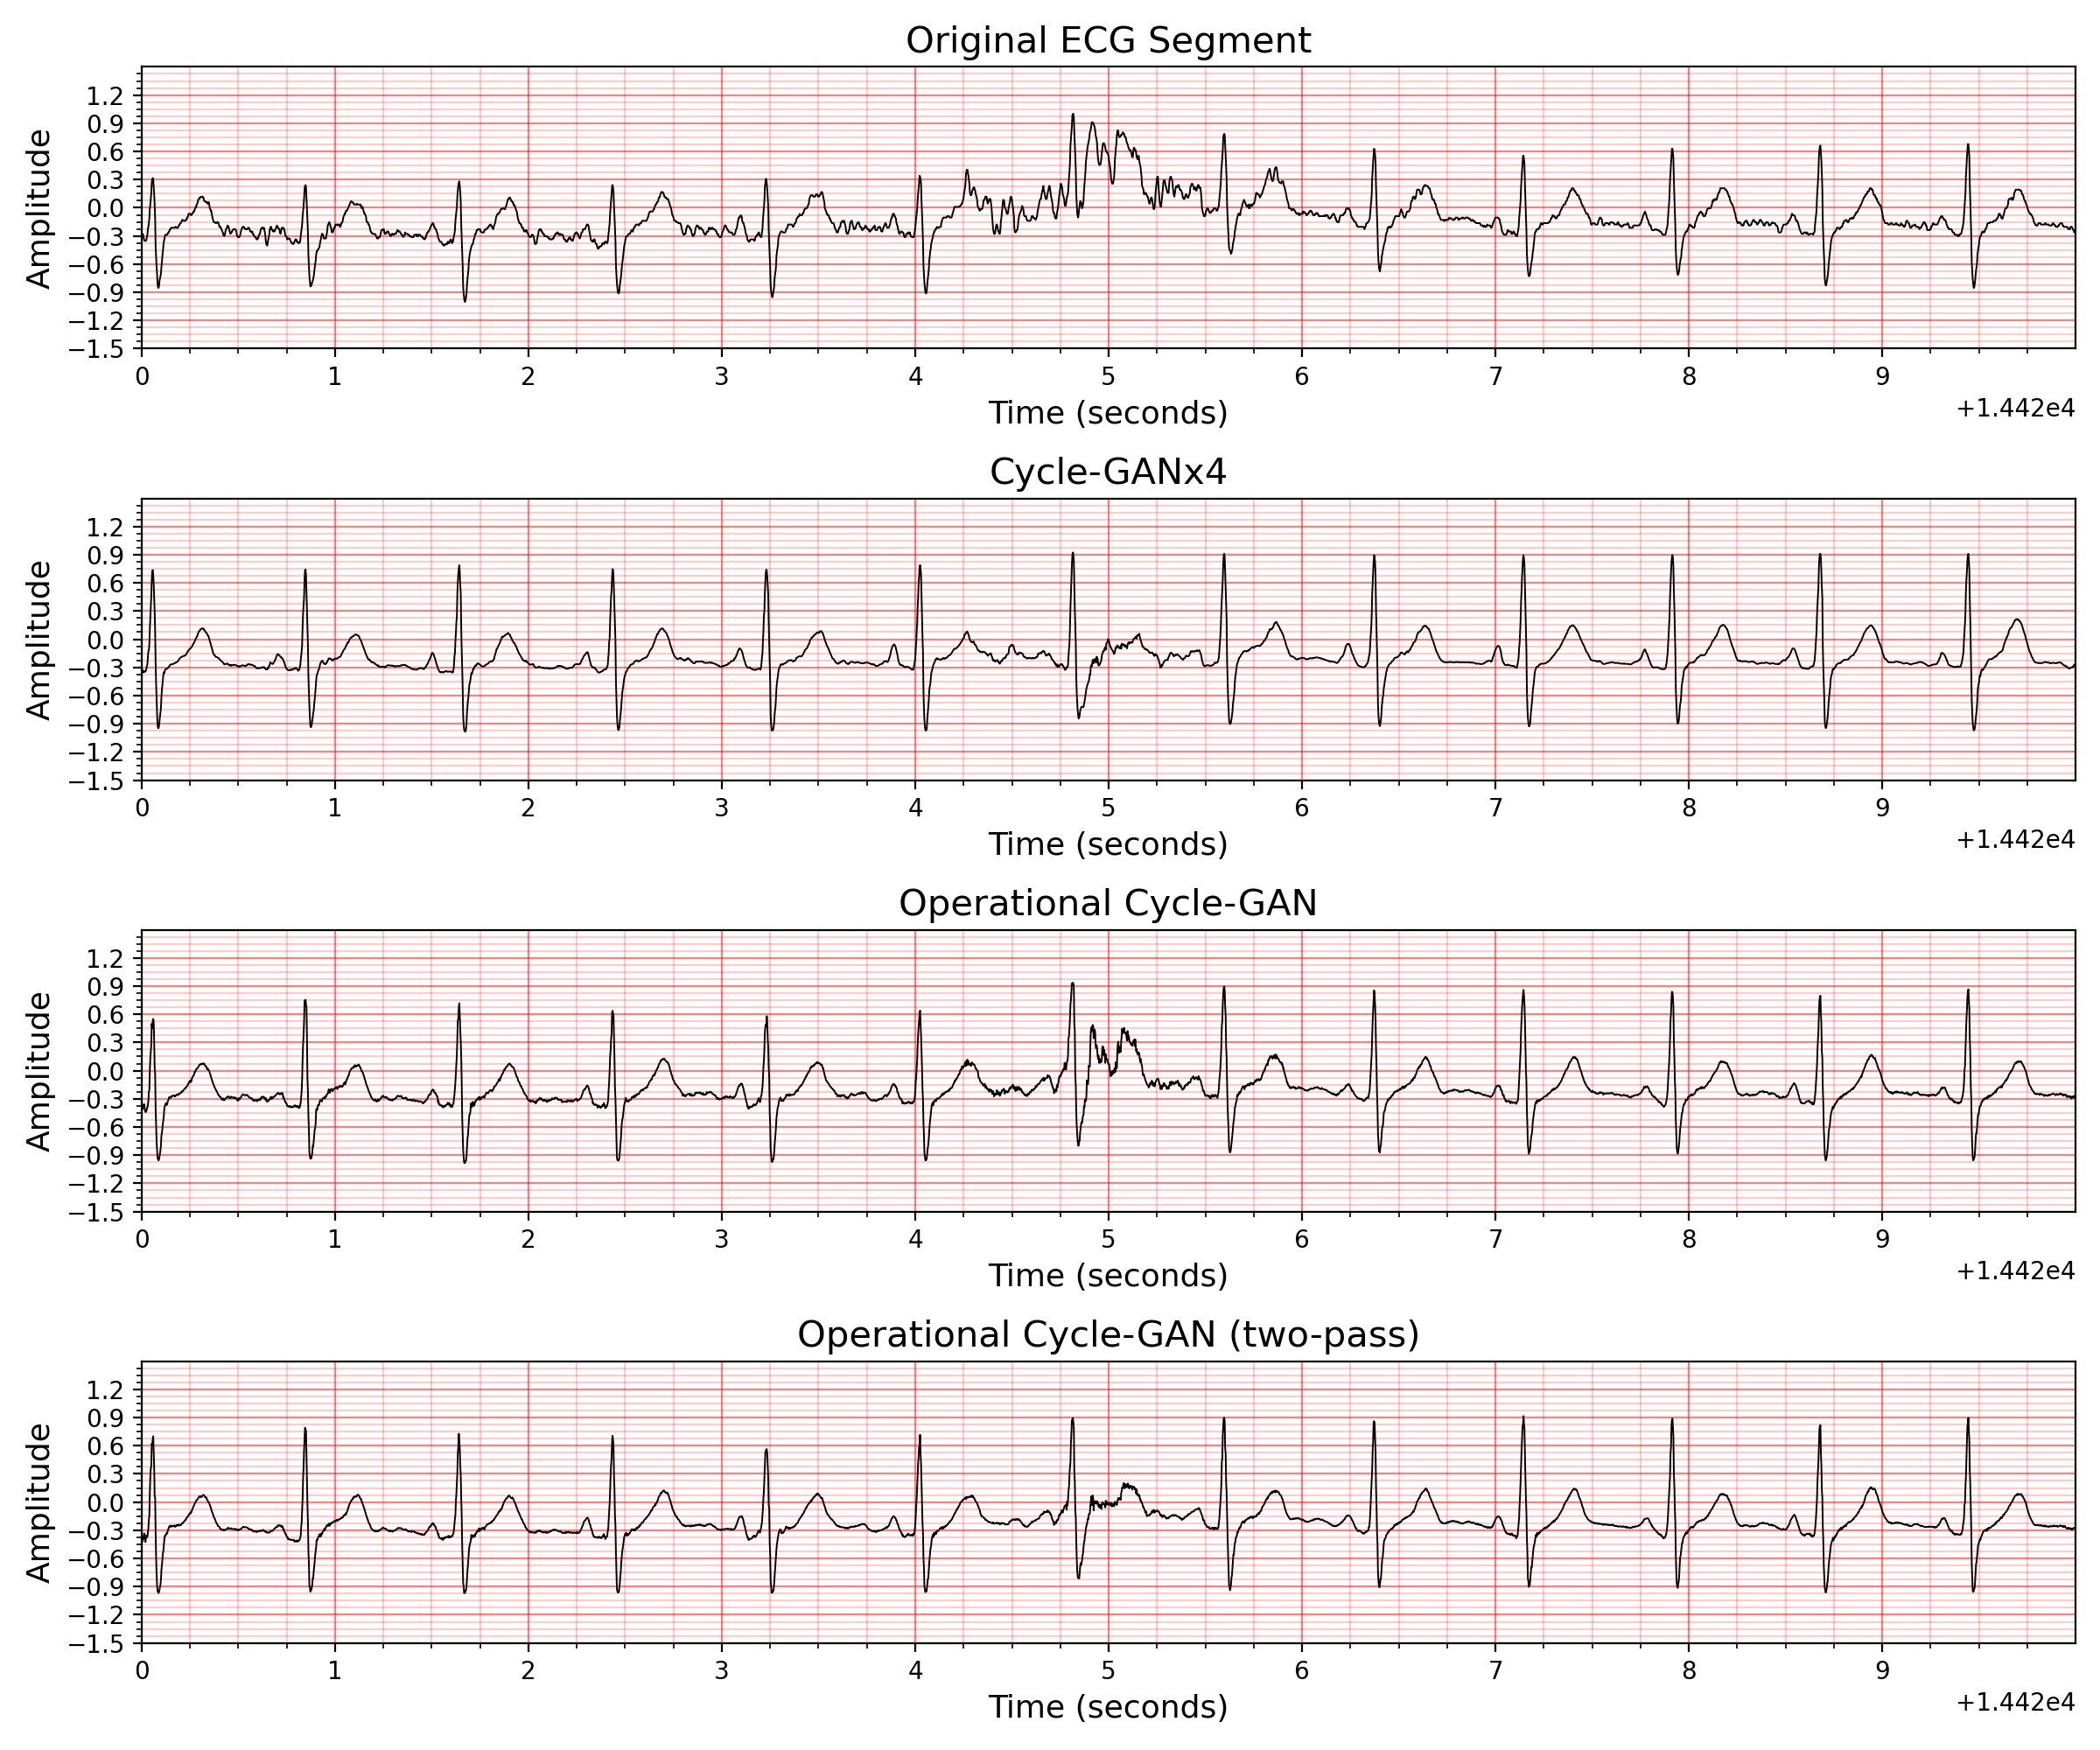 Original ECG Segment
Amplitude
1.2
0.9
0.6
0.3
0.0
−0.3
−0.6
−0.9
−1.2
−1.5
0 1 2 3 4 5 6 7 8 9
Time (seconds)
+1.442e4
Cycle-GANx4
Amplitude
1.2
0.9
0.6
0.3
0.0
−0.3
−0.6
−0.9
−1.2
−1.5
0 1 2 3 4 5 6 7 8 9
Time (seconds)
+1.442e4
Operational Cycle-GAN
Amplitude
1.2
0.9
0.6
0.3
0.0
−0.3
−0.6
−0.9
−1.2
−1.5
0 1 2 3 4 5 6 7 8 9
Time (seconds)
+1.442e4
Operational Cycle-GAN (two-pass)
Amplitude
1.2
0.9
0.6
0.3
0.0
−0.3
−0.6
−0.9
−1.2
−1.5
0 1 2 3 4 5 6 7 8 9
Time (seconds)
+1.442e4